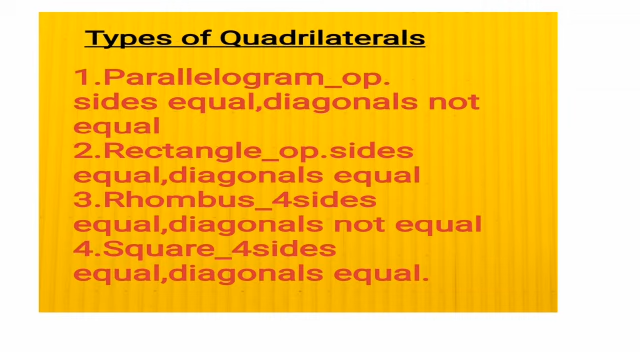 Types of Quadrilaterals
1.Parallelogram_op.
sides equal,diagonals not
equal
2.Rectangle_op.sides
equal,diagonals equal
3.Rhombus_4sides
equal,diagonals not equal
4.Square_4sides
equal,diagonals equal.